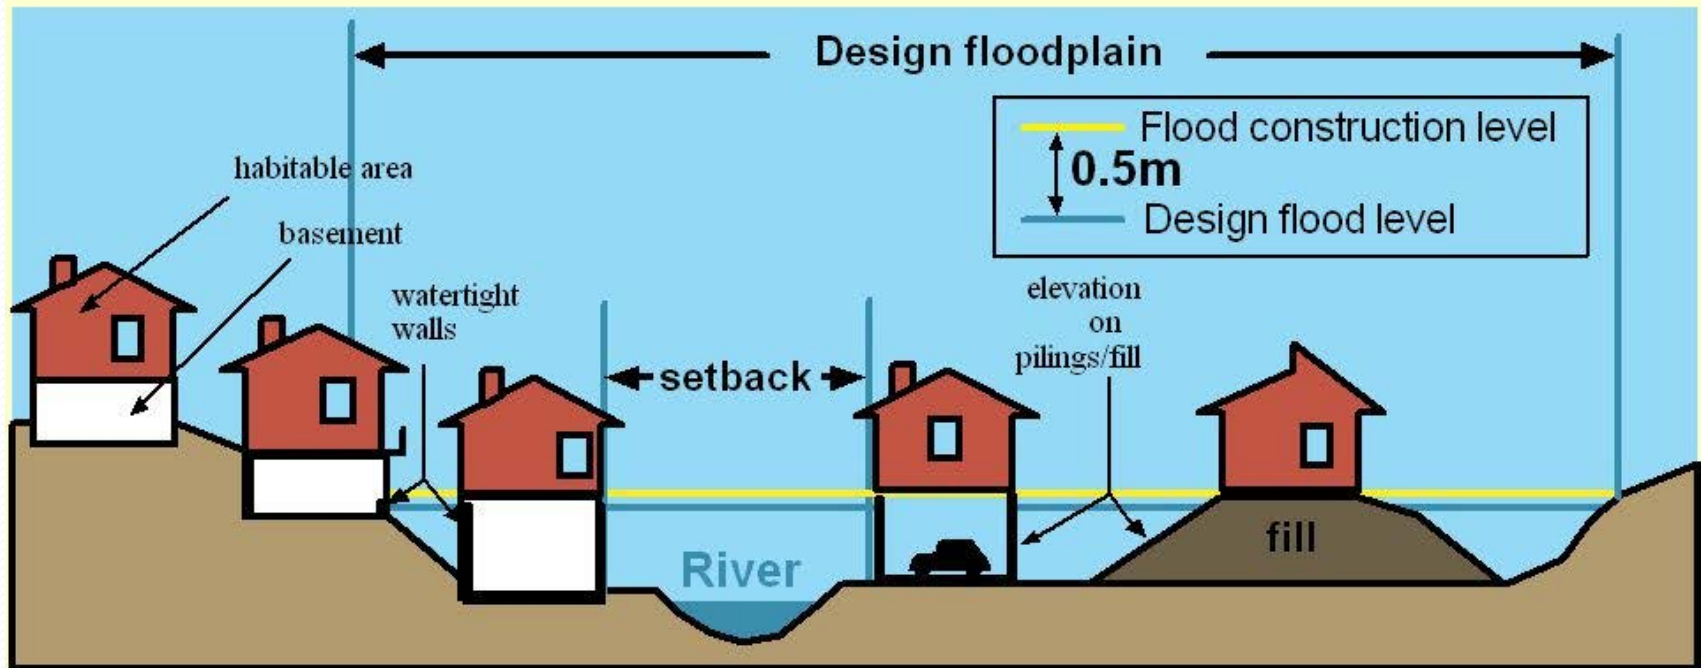 Design floodplain
Flood construction level
0.5m
Design flood level
habitable area
basement
watertight
walls
elevation
on
pilings/fill
setback
River
fill